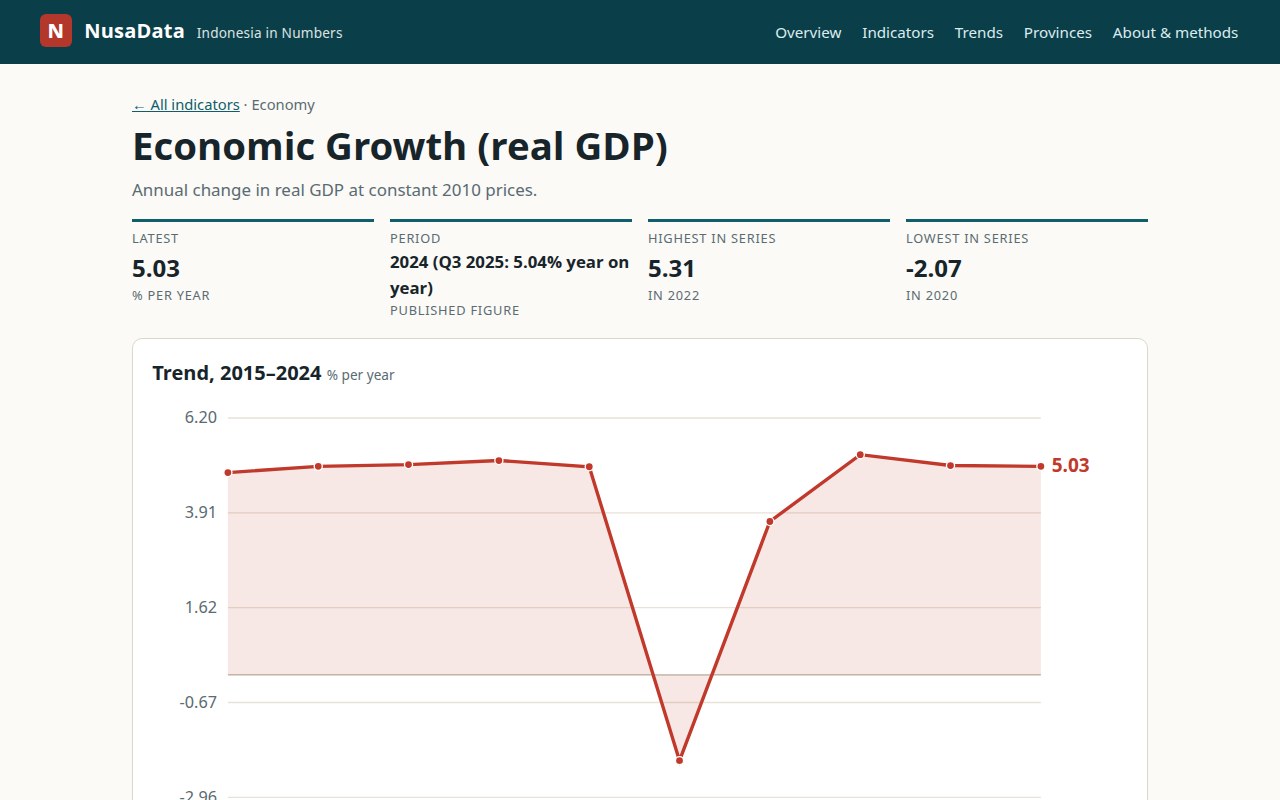 N NusaData Indonesia in Numbers Overview Indicators Trends Provinces About & methods
← All indicators · Economy
Economic Growth (real GDP)
Annual change in real GDP at constant 2010 prices.
LATEST
5.03
% PER YEAR
PERIOD
2024 (Q3 2025: 5.04% year on
year)
PUBLISHED FIGURE
HIGHEST IN SERIES
5.31
IN 2022
LOWEST IN SERIES
-2.07
IN 2020
Trend, 2015–2024 % per year
6.20
5.03
3.91
1.62
-0.67
-2.96